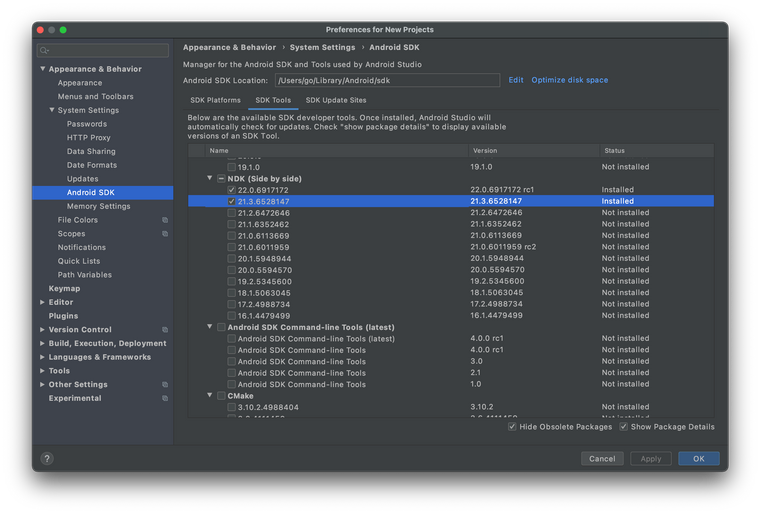 Preferences for New Projects
Appearance & Behavior
Appearance
Menus and Toolbars
System Settings
Passwords
HTTP Proxy
Data Sharing
Date Formats
Updates
Android SDK
Memory Settings
File Colors
Scopes
Notifications
Quick Lists
Path Variables
Keymap
Editor
Plugins
Version Control
Build, Execution, Deployment
Languages & Frameworks
Tools
Other Settings
Experimental
Appearance & Behavior › System Settings › Android SDK
Manager for the Android SDK and Tools used by Android Studio
Android SDK Location: /Users/go/Library/Android/sdk Edit Optimize disk space
SDK Platforms SDK Tools SDK Update Sites
Below are the available SDK developer tools. Once installed, Android Studio will
automatically check for updates. Check "show package details" to display available
versions of an SDK Tool.
Name Version Status
19.1.0 19.1.0 Not installed
NDK (Side by side)
22.0.6917172 22.0.6917172 rc1 Installed
21.3.6528147 21.3.6528147 Installed
21.2.6472646 21.2.6472646 Not installed
21.1.6352462 21.1.6352462 Not installed
21.0.6113669 21.0.6113669 Not installed
21.0.6011959 21.0.6011959 rc2 Not installed
20.1.5948944 20.1.5948944 Not installed
20.0.5594570 20.0.5594570 Not installed
19.2.5345600 19.2.5345600 Not installed
18.1.5063045 18.1.5063045 Not installed
17.2.4988734 17.2.4988734 Not installed
16.1.4479499 16.1.4479499 Not installed
Android SDK Command-line Tools (latest)
Android SDK Command-line Tools (latest) 4.0.0 rc1 Not installed
Android SDK Command-line Tools 4.0.0 rc1 Not installed
Android SDK Command-line Tools 3.0 Not installed
Android SDK Command-line Tools 2.1 Not installed
Android SDK Command-line Tools 1.0 Not installed
CMake
3.10.2.4988404 3.10.2 Not installed
Hide Obsolete Packages Show Package Details
? Cancel Apply OK